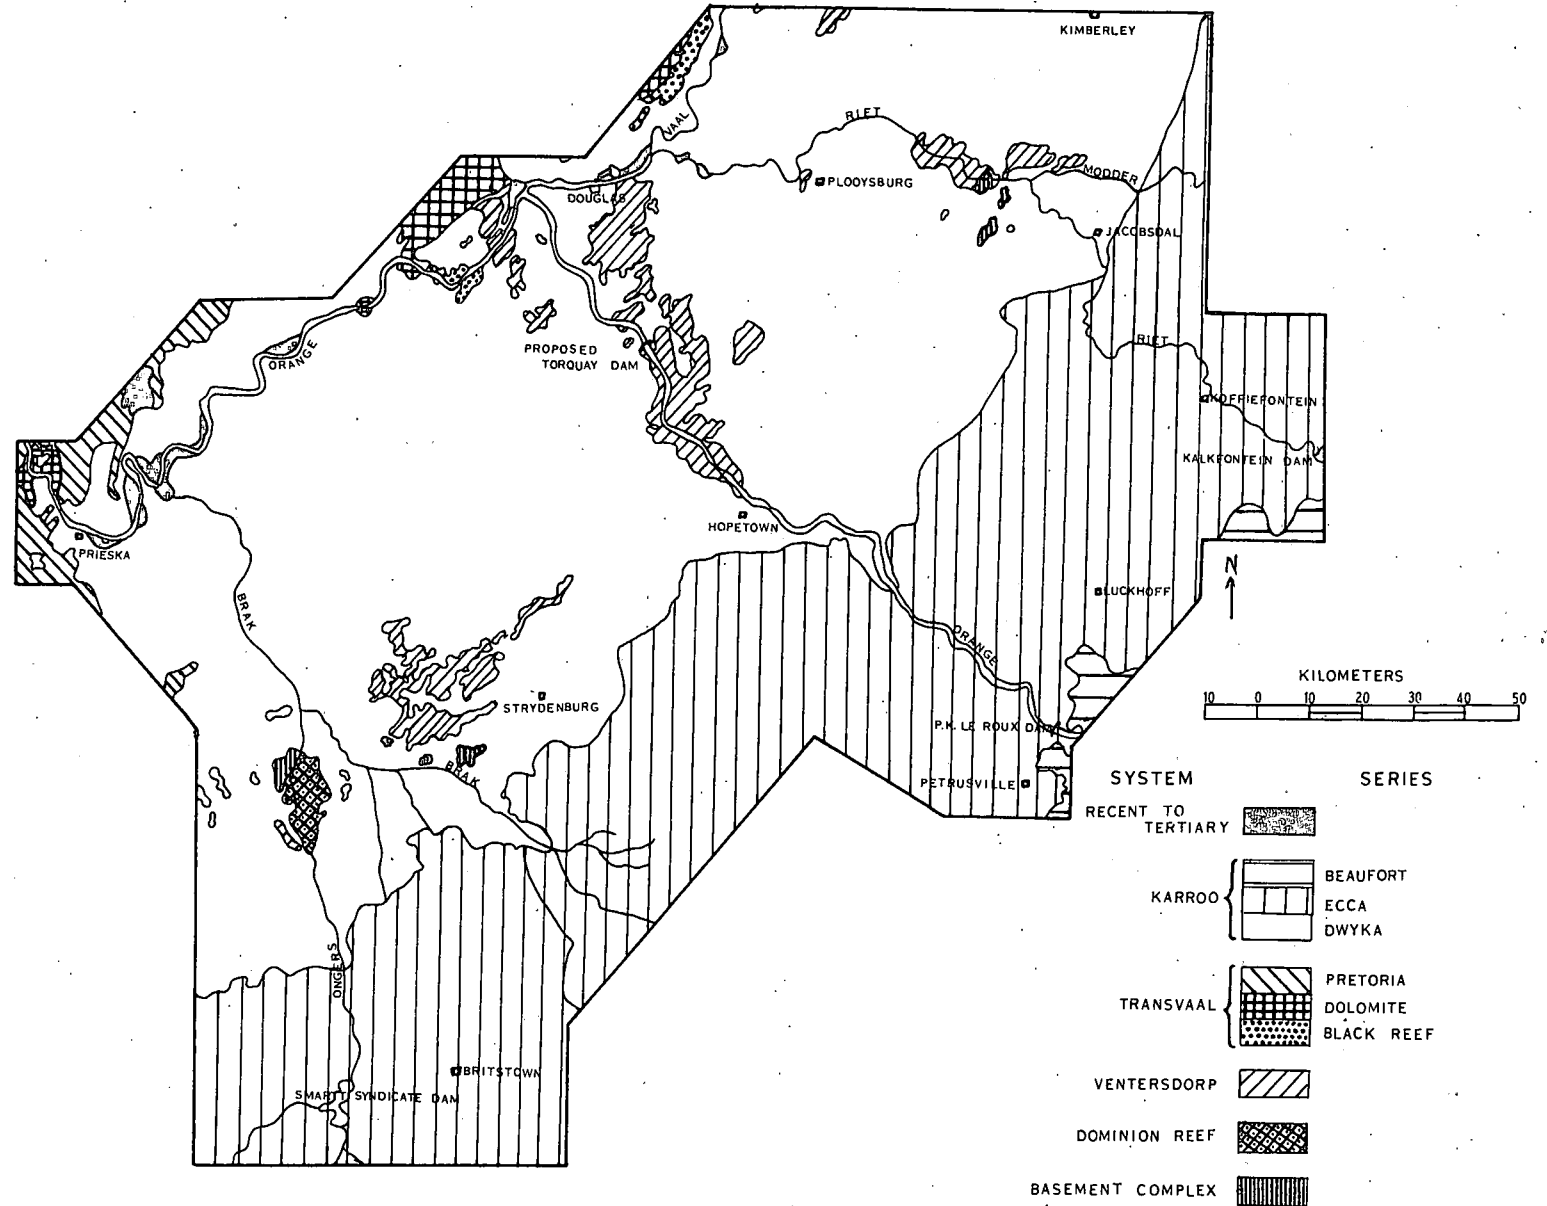 KIMBERLEY
RIET
VAAL
MODDER
PLOOYSBURG
DOUGLAS
JACOBSDAL
ORANGE
PROPOSED
TORQUAY DAM
RIET
KOFFIEFONTEIN
KALKFONTEIN DAM
HOPETOWN
PRIESKA
N
BRAK
LUCKHOFF
ORANGE
KILOMETERS
10 0 10 20 30 40 50
STRYDENBURG
P.K. LE ROUX DAM
BRAK
PETRUSVILLE
SYSTEM SERIES
RECENT TO
TERTIARY
KARROO
BEAUFORT
ECCA
DWYKA
ONGERS
TRANSVAAL
PRETORIA
DOLOMITE
BLACK REEF
BRITSTOWN
SMARTT SYNDICATE DAM
VENTERSDORP
DOMINION REEF
BASEMENT COMPLEX